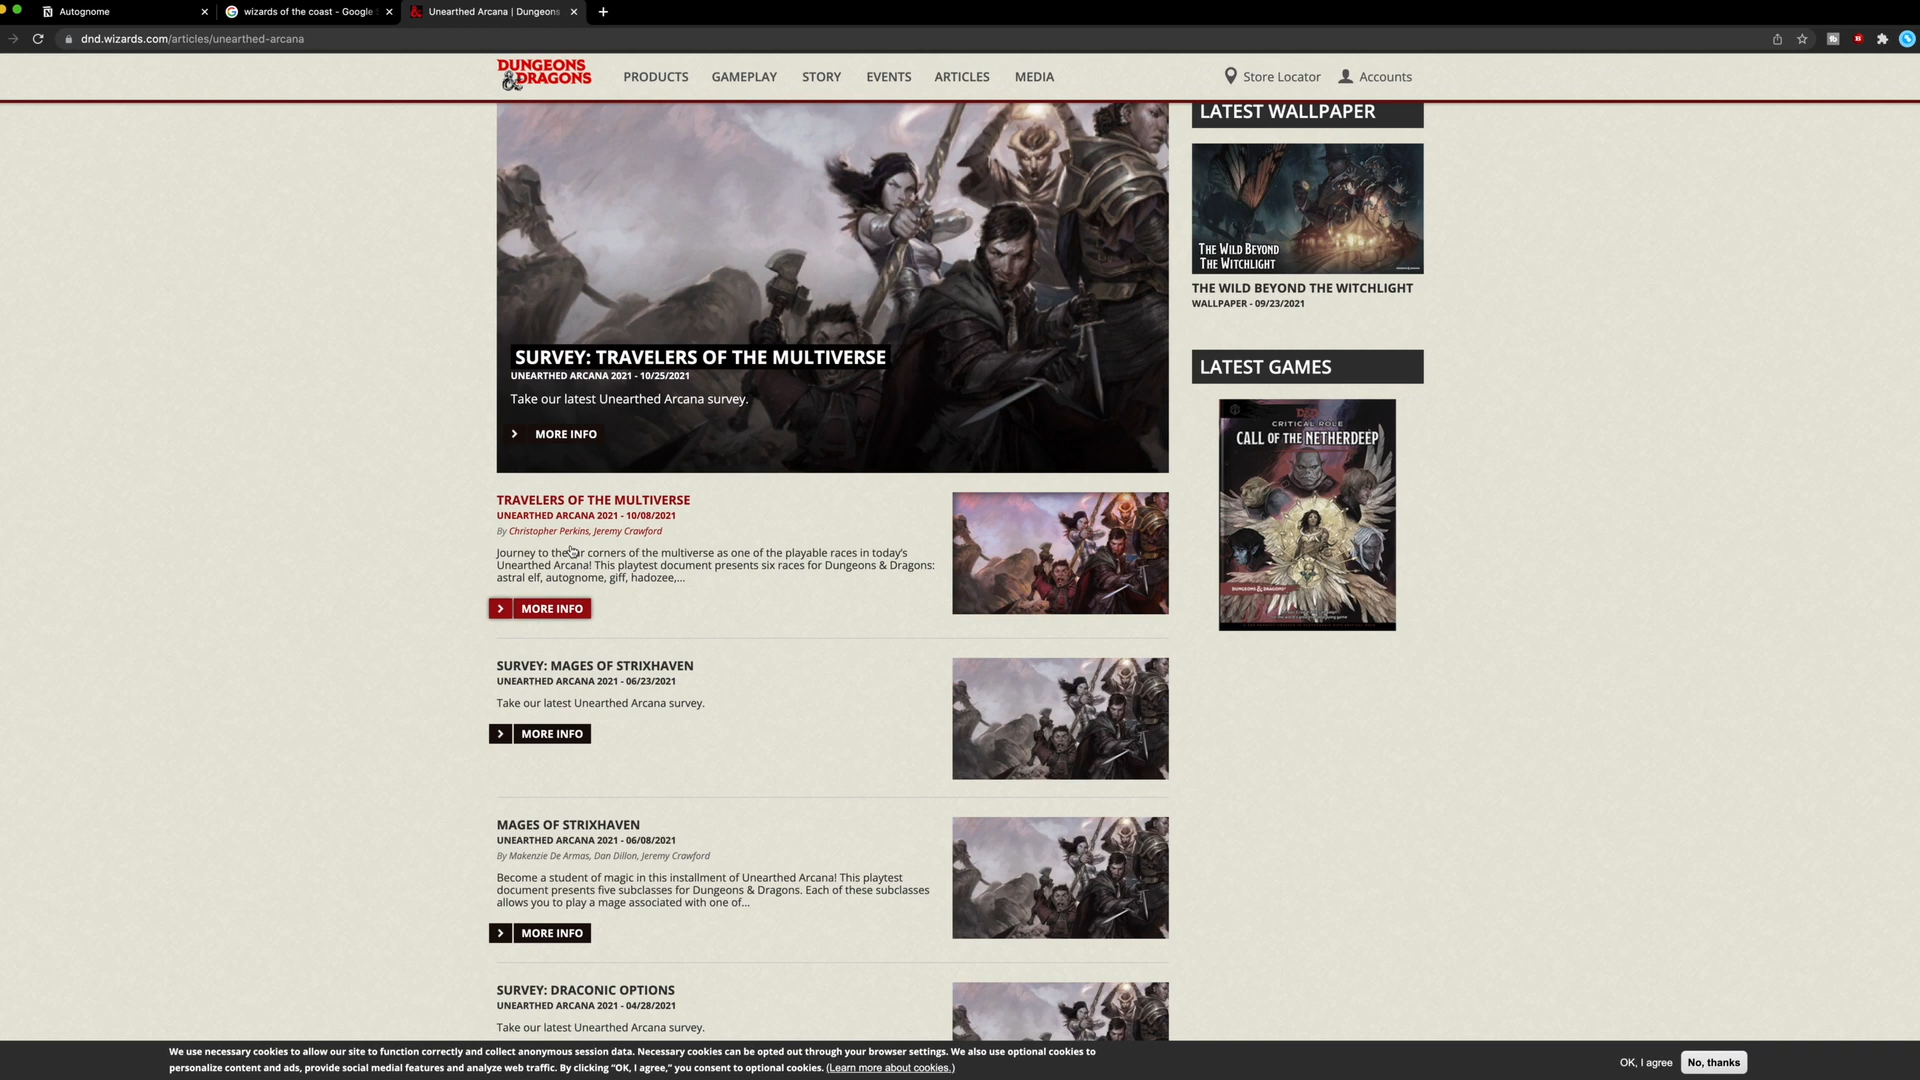 Autognome
wizards of the coast - Google
Unearthed Arcana | Dungeons
dnd.wizards.com/articles/unearthed-arcana
DUNGEONS & DRAGONS
PRODUCTS GAMEPLAY STORY EVENTS ARTICLES MEDIA
Store Locator Accounts
SURVEY: TRAVELERS OF THE MULTIVERSE
UNEARTHED ARCANA 2021 - 10/25/2021
Take our latest Unearthed Arcana survey.
MORE INFO
TRAVELERS OF THE MULTIVERSE
UNEARTHED ARCANA 2021 - 10/08/2021
By Christopher Perkins, Jeremy Crawford
Journey to the corners of the multiverse as one of the playable races in today's
Unearthed Arcana! This playtest document presents six races for Dungeons & Dragons:
astral elf, autognome, giff, hadozee,...
MORE INFO
SURVEY: MAGES OF STRIXHAVEN
UNEARTHED ARCANA 2021 - 06/23/2021
Take our latest Unearthed Arcana survey.
MORE INFO
MAGES OF STRIXHAVEN
UNEARTHED ARCANA 2021 - 06/08/2021
By Makenzie De Armas, Dan Dillon, Jeremy Crawford
Become a student of magic in this installment of Unearthed Arcana! This playtest
document presents five subclasses for Dungeons & Dragons. Each of these subclasses
allows you to play a mage associated with one of...
MORE INFO
SURVEY: DRACONIC OPTIONS
UNEARTHED ARCANA 2021 - 04/28/2021
Take our latest Unearthed Arcana survey.
LATEST WALLPAPER
THE WILD BEYOND
THE WITCHLIGHT
THE WILD BEYOND THE WITCHLIGHT
WALLPAPER - 09/23/2021
LATEST GAMES
D&D
CRITICAL ROLE
CALL OF THE NETHERDEEP
DUNGEONS & DRAGONS
We use necessary cookies to allow our site to function correctly and collect anonymous session data. Necessary cookies can be opted out through your browser settings. We also use optional cookies to
personalize content and ads, provide social medial features and analyze web traffic. By clicking "OK, I agree," you consent to optional cookies. (Learn more about cookies.)
OK, I agree
No, thanks